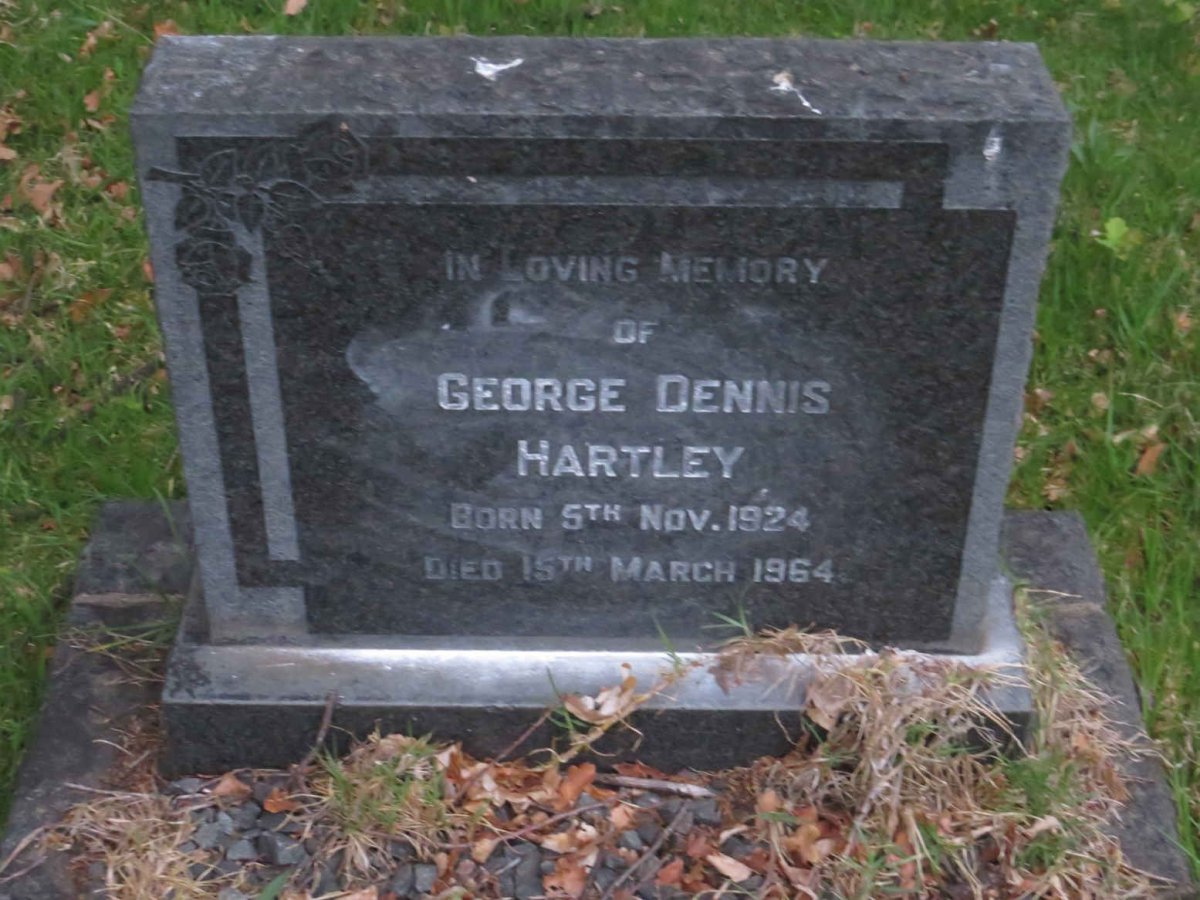 IN LOVING MEMORY
OF
GEORGE DENNIS
HARTLEY
BORN 5TH NOV. 1924
DIED 15TH MARCH 1964.